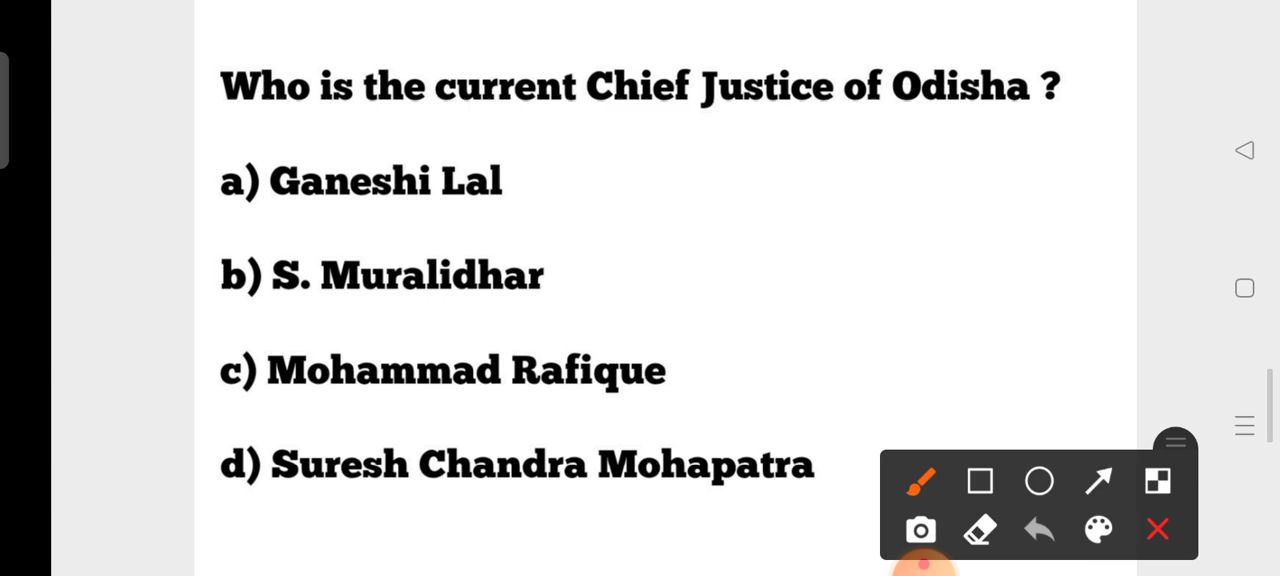 Who is the current Chief Justice of Odisha ?
a) Ganeshi Lal
b) S. Muralidhar
c) Mohammad Rafique
d) Suresh Chandra Mohapatra